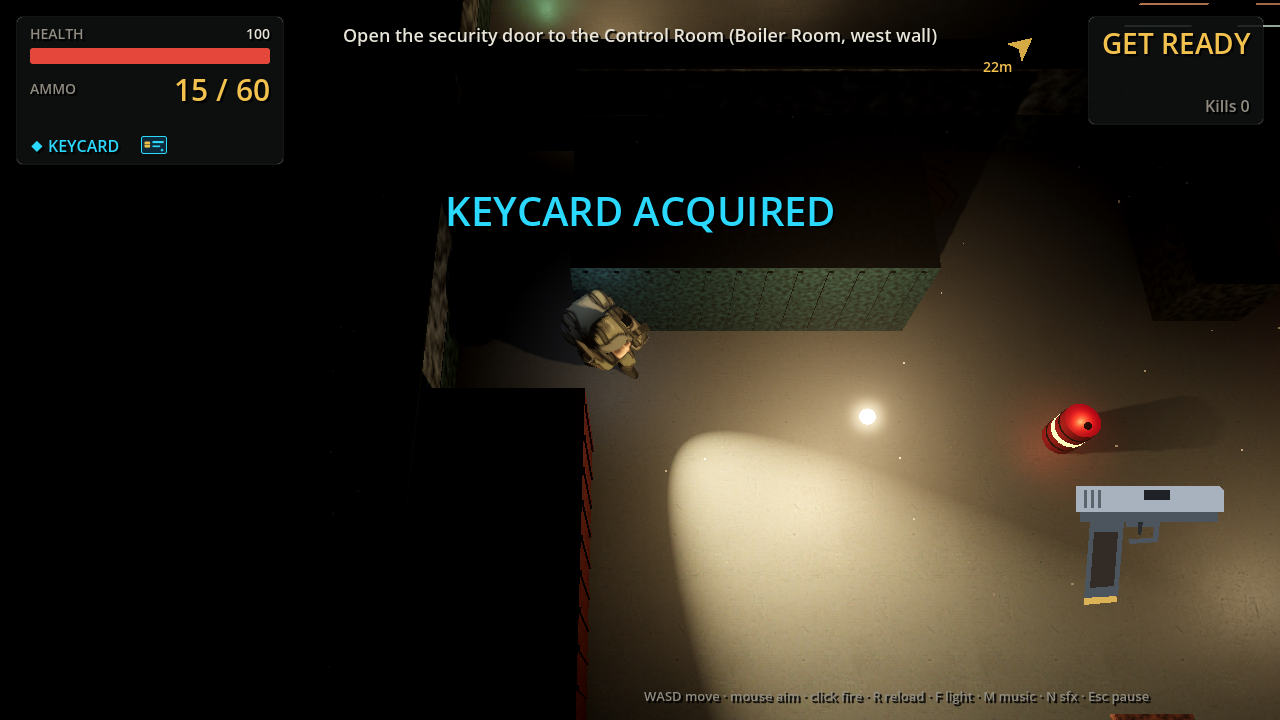 HEALTH 100
AMMO 15 / 60
◆ KEYCARD
Open the security door to the Control Room (Boiler Room, west wall)
22m
GET READY
Kills 0
KEYCARD ACQUIRED
WASD move · mouse aim · click fire · R reload · F light · M music · N sfx · Esc pause